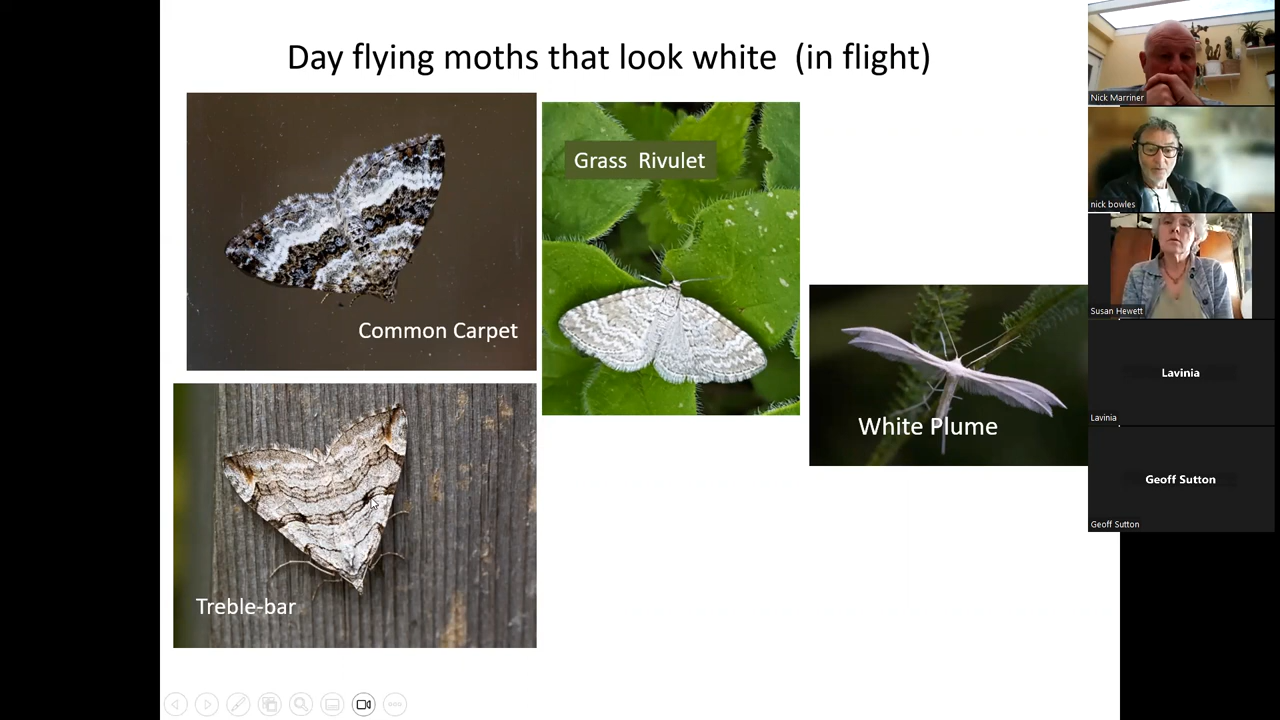 Day flying moths that look white (in flight)
Common Carpet
Grass Rivulet
White Plume
Treble-bar
Nick Marriner
nick bowles
Susan Hewett
Lavinia
Lavinia
Geoff Sutton
Geoff Sutton